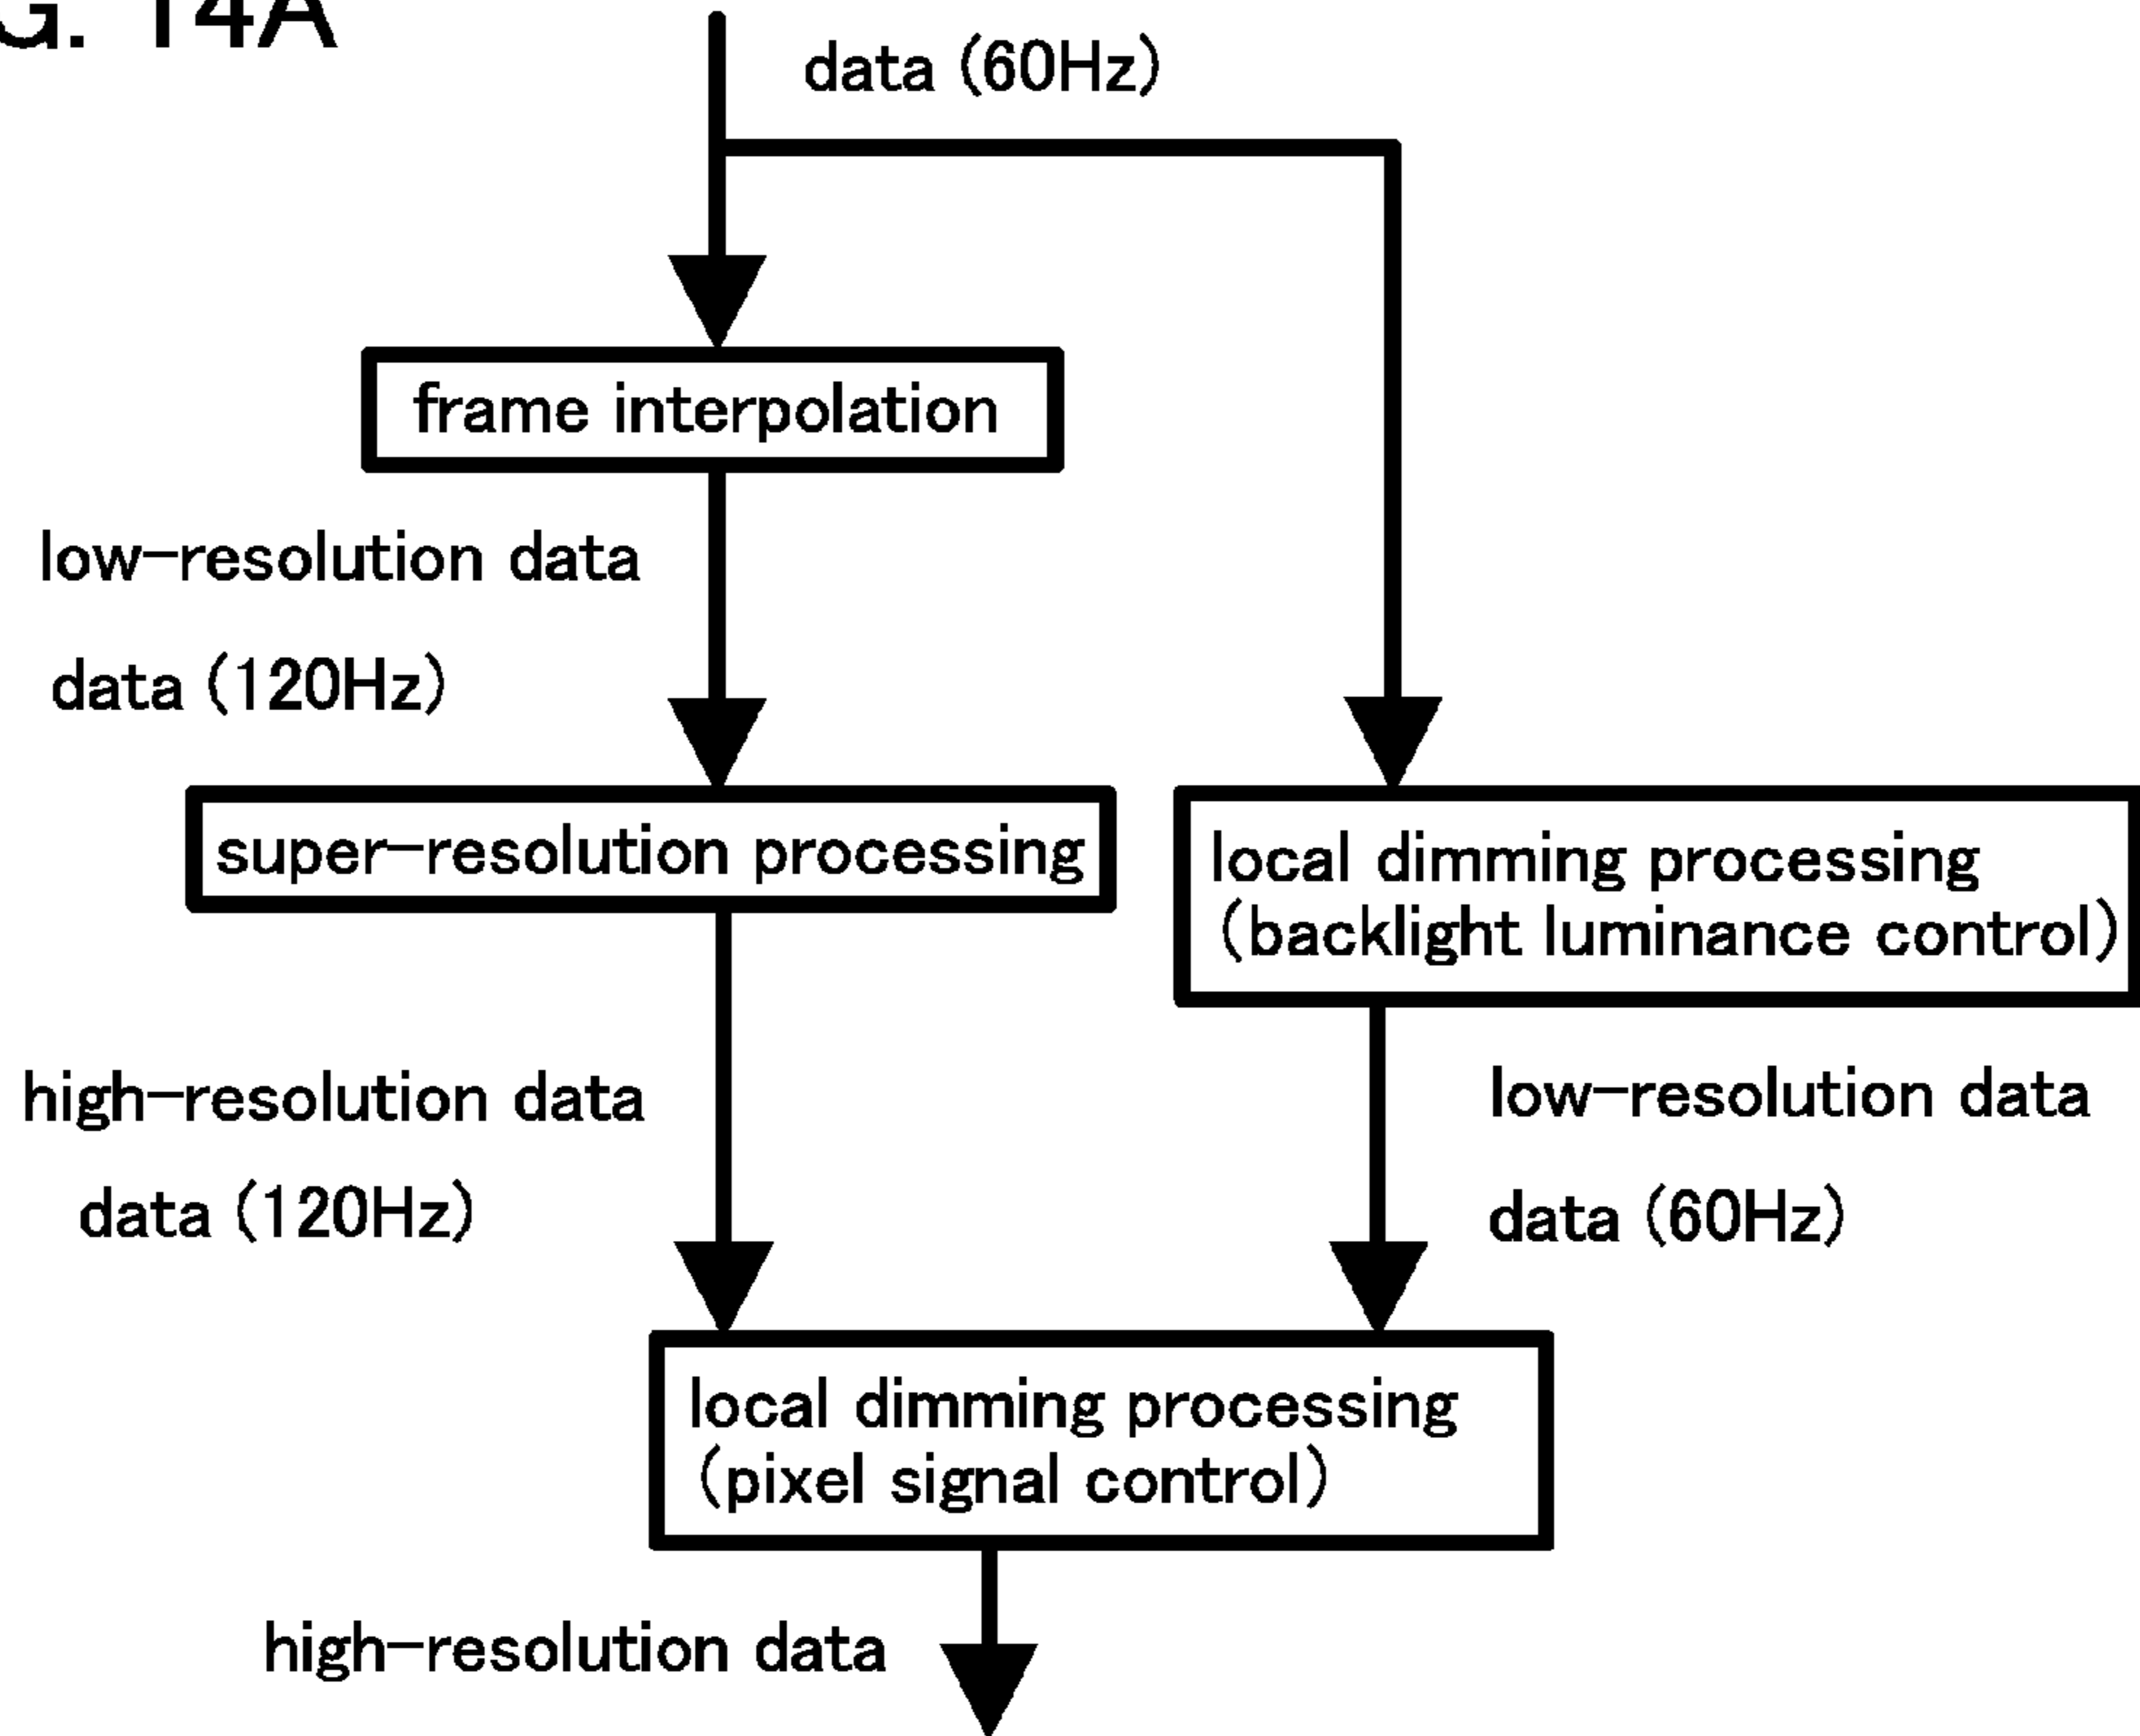 G. 14A
data (60Hz)
frame interpolation
low-resolution data
data (120Hz)
super-resolution processing
local dimming processing
(backlight luminance control)
high-resolution data
data (120Hz)
low-resolution data
data (60Hz)
local dimming processing
(pixel signal control)
high-resolution data